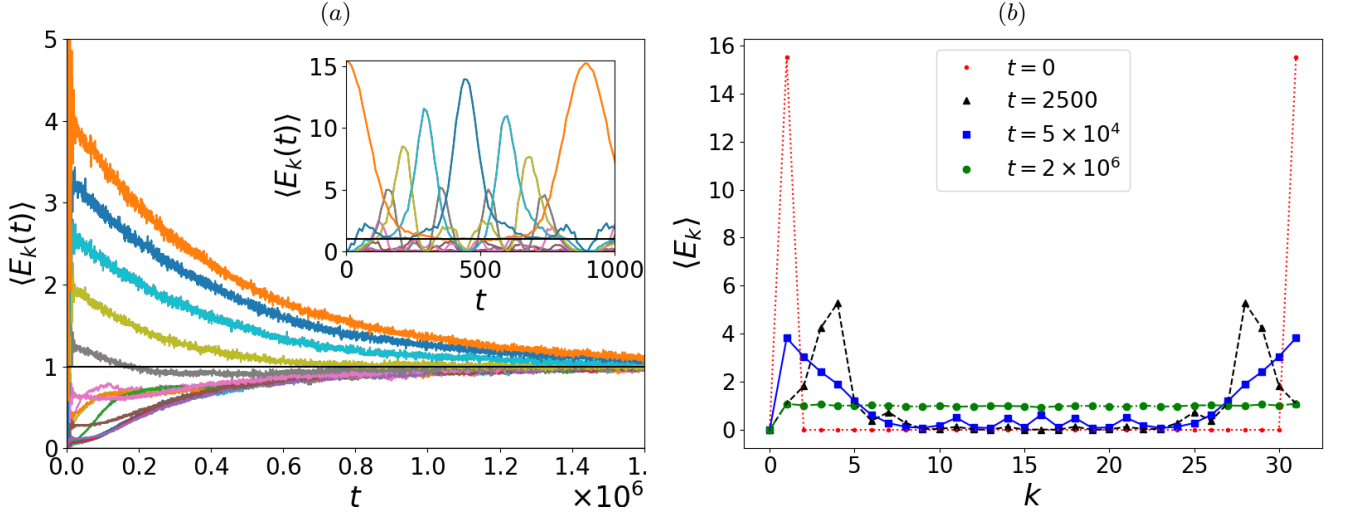 (a)
5
4
3
2
1
0
⟨E_k(t)⟩
0.0 0.2 0.4 0.6 0.8 1.0 1.2 1.4 1.
t
×10^6
15
10
5
0
⟨E_k(t)⟩
0 500 1000
t
(b)
16
14
12
10
8
6
4
2
0
⟨E_k⟩
0 5 10 15 20 25 30
k
t = 0
t = 2500
t = 5 × 10^4
t = 2 × 10^6